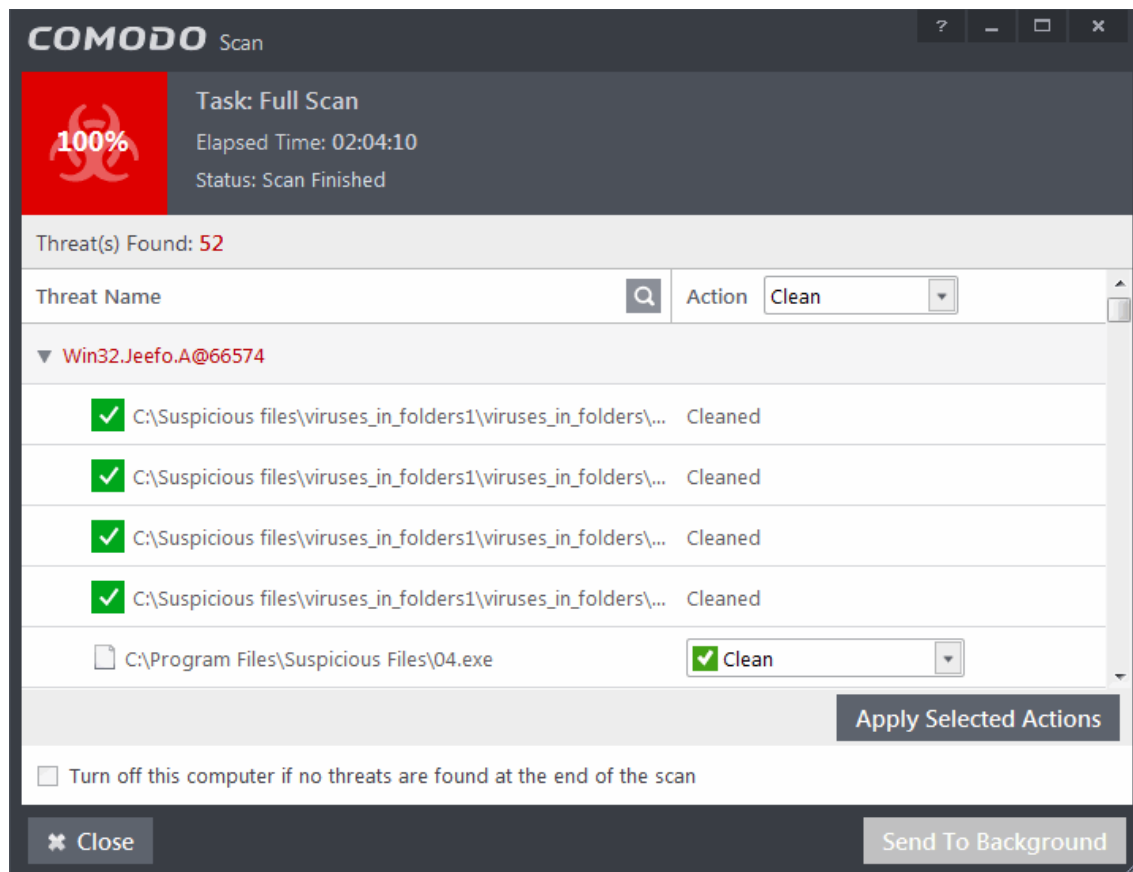 COMODO Scan
?
100%
Task: Full Scan
Elapsed Time: 02:04:10
Status: Scan Finished
Threat(s) Found: 52
Threat Name Action Clean
Win32.Jeefo.A@66574
C:\Suspicious files\viruses_in_folders1\viruses_in_folders\... Cleaned
C:\Suspicious files\viruses_in_folders1\viruses_in_folders\... Cleaned
C:\Suspicious files\viruses_in_folders1\viruses_in_folders\... Cleaned
C:\Suspicious files\viruses_in_folders1\viruses_in_folders\... Cleaned
C:\Program Files\Suspicious Files\04.exe Clean
Apply Selected Actions
Turn off this computer if no threats are found at the end of the scan
Close Send To Background